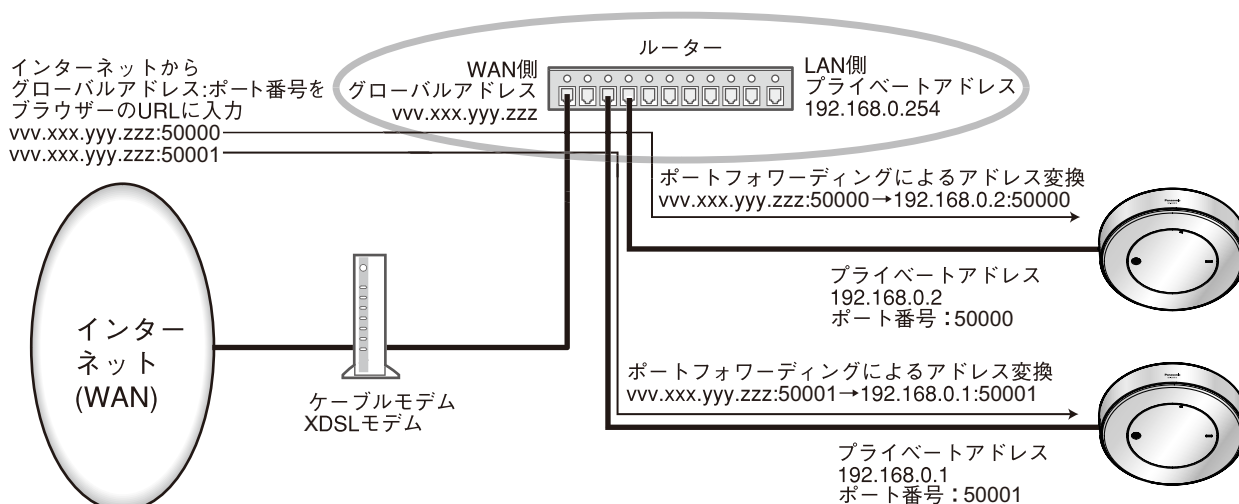 ルーター
インターネットから
グローバルアドレス:ポート番号を
ブラウザーのURLに入力
vvv.xxx.yyy.zzz:50000
vvv.xxx.yyy.zzz:50001
WAN側
グローバルアドレス
vvv.xxx.yyy.zzz
LAN側
プライベートアドレス
192.168.0.254
ポートフォワーディングによるアドレス変換
vvv.xxx.yyy.zzz:50000→192.168.0.2:50000
プライベートアドレス
192.168.0.2
ポート番号：50000
インター
ネット
(WAN)
ケーブルモデム
XDSLモデム
ポートフォワーディングによるアドレス変換
vvv.xxx.yyy.zzz:50001→192.168.0.1:50001
プライベートアドレス
192.168.0.1
ポート番号：50001